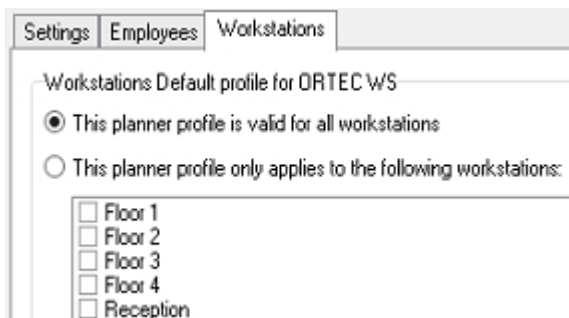 Settings Employees Workstations
Workstations Default profile for ORTEC WS
This planner profile is valid for all workstations
This planner profile only applies to the following workstations:
Floor 1
Floor 2
Floor 3
Floor 4
Reception